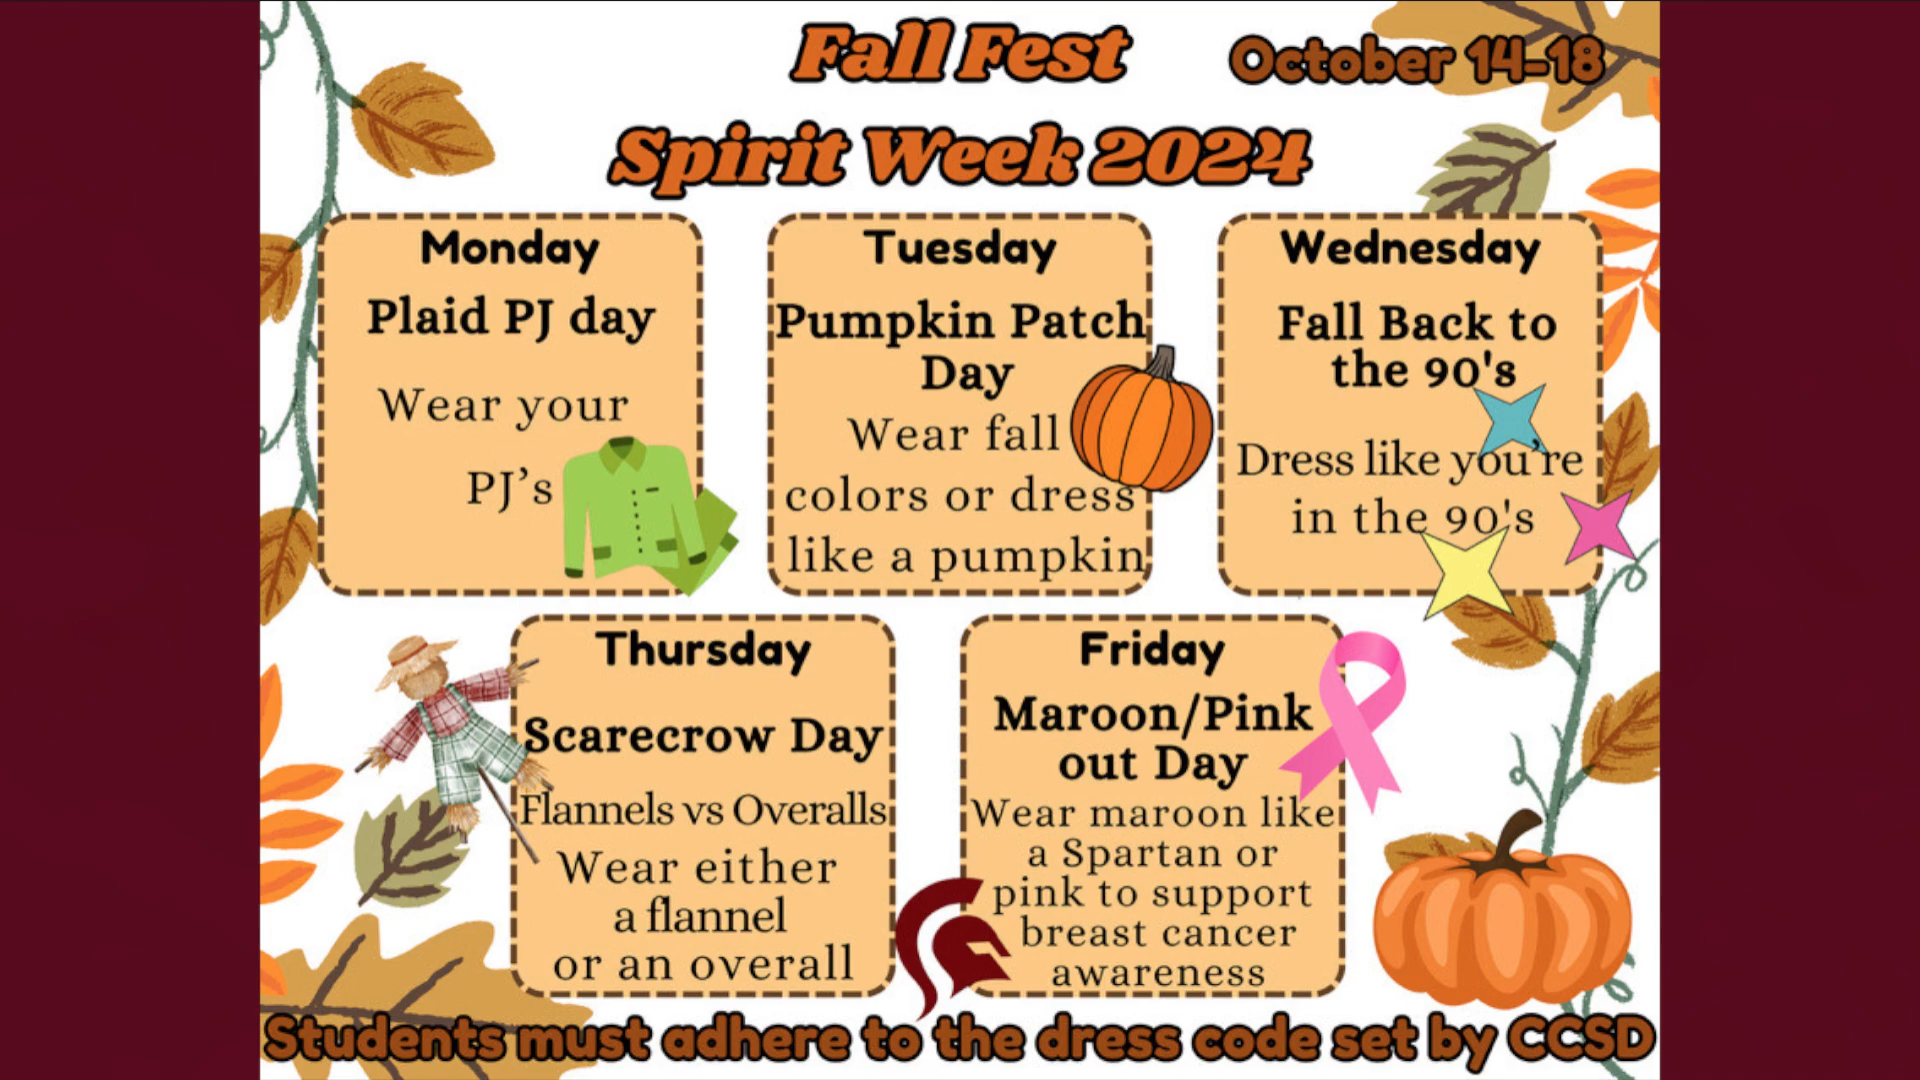 Fall Fest
October 14-18
Spirit Week 2024
Monday
Plaid PJ day
Wear your
PJ’s
Tuesday
Pumpkin Patch
Day
Wear fall
colors or dress
like a pumpkin
Wednesday
Fall Back to
the 90's
Dress like you’re
in the 90's
Thursday
Scarecrow Day
Flannels vs Overalls
Wear either
a flannel
or an overall
Friday
Maroon/Pink
out Day
Wear maroon like
a Spartan or
pink to support
breast cancer
awareness
Students must adhere to the dress code set by CCSD